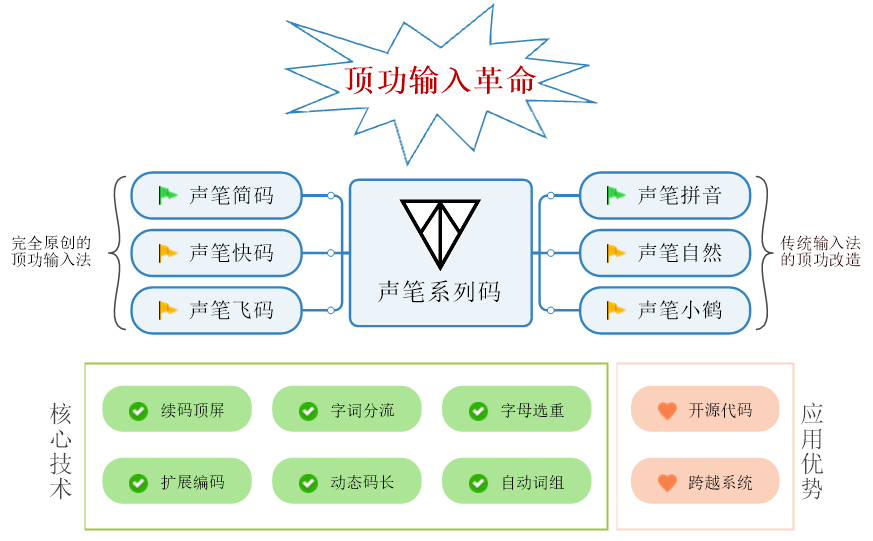 顶功输入革命
完全原创的
顶功输入法
声笔简码
声笔快码
声笔飞码
声笔系列码
声笔拼音
声笔自然
声笔小鹤
传统输入法
的顶功改造
核心技术
续码顶屏
字词分流
字母选重
扩展编码
动态码长
自动词组
开源代码
跨越系统
应用优势